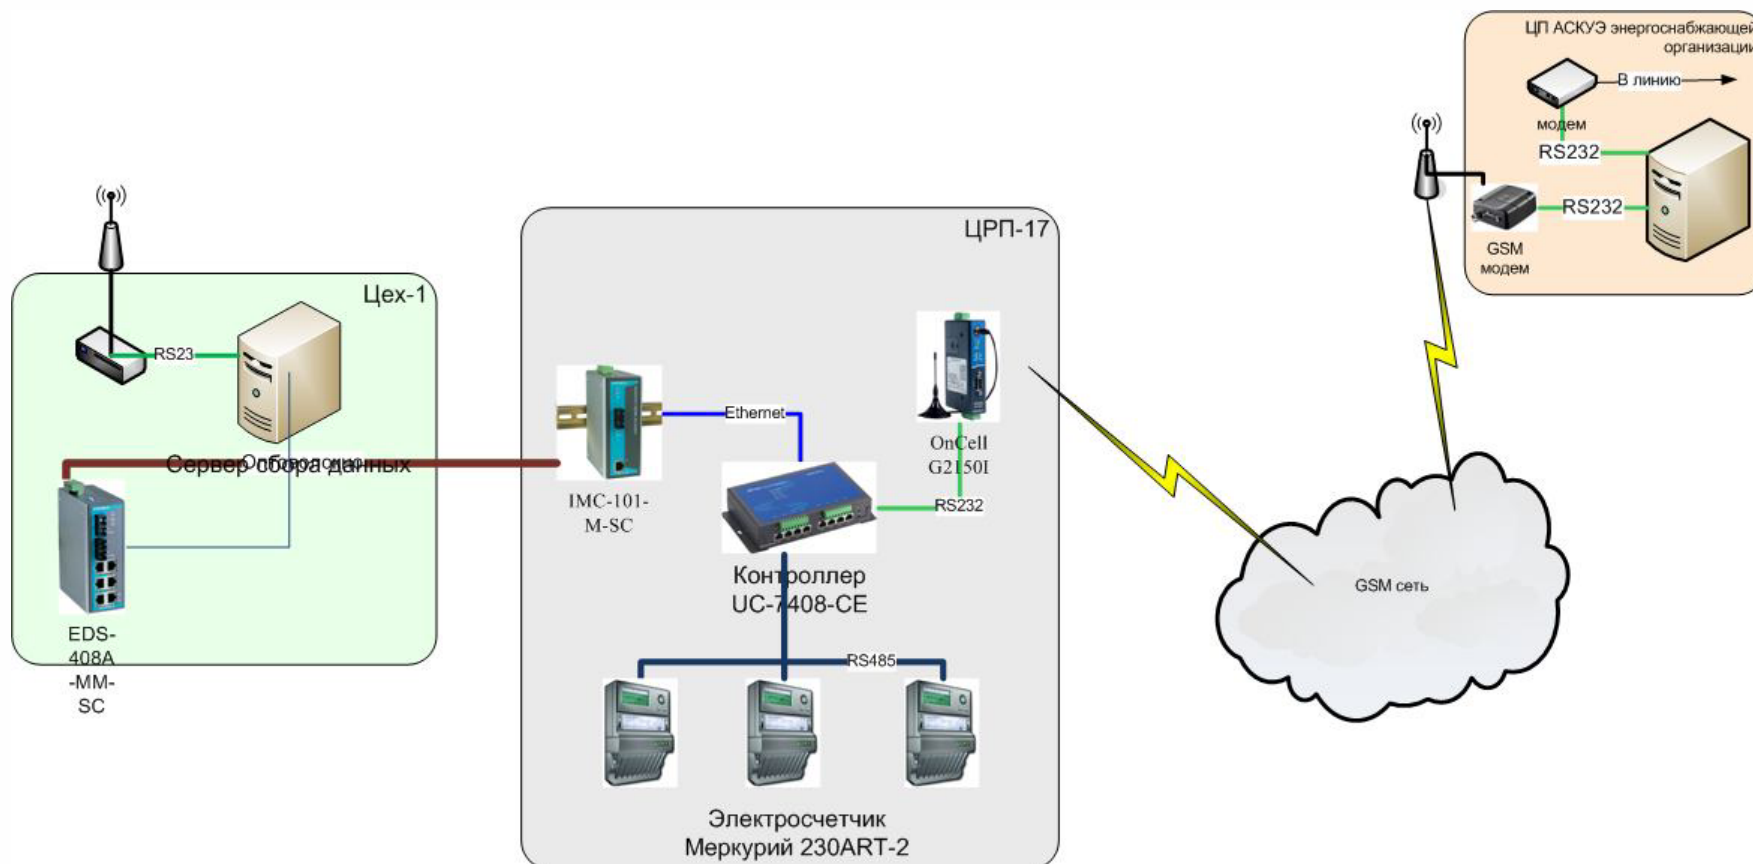 ЦП АСКУЭ энергоснабжающей
организации
В линию
модем
RS232
RS232
GSM
модем
ЦРП-17
Цех-1
RS23
Ethernet
OnCell
G2150I
Сервер сбора данных
Оптоволокно
IMC-101-
M-SC
RS232
Контроллер
UC-7408-CE
GSM сеть
EDS-
408A
-MM-
SC
RS485
Электросчетчик
Меркурий 230ART-2